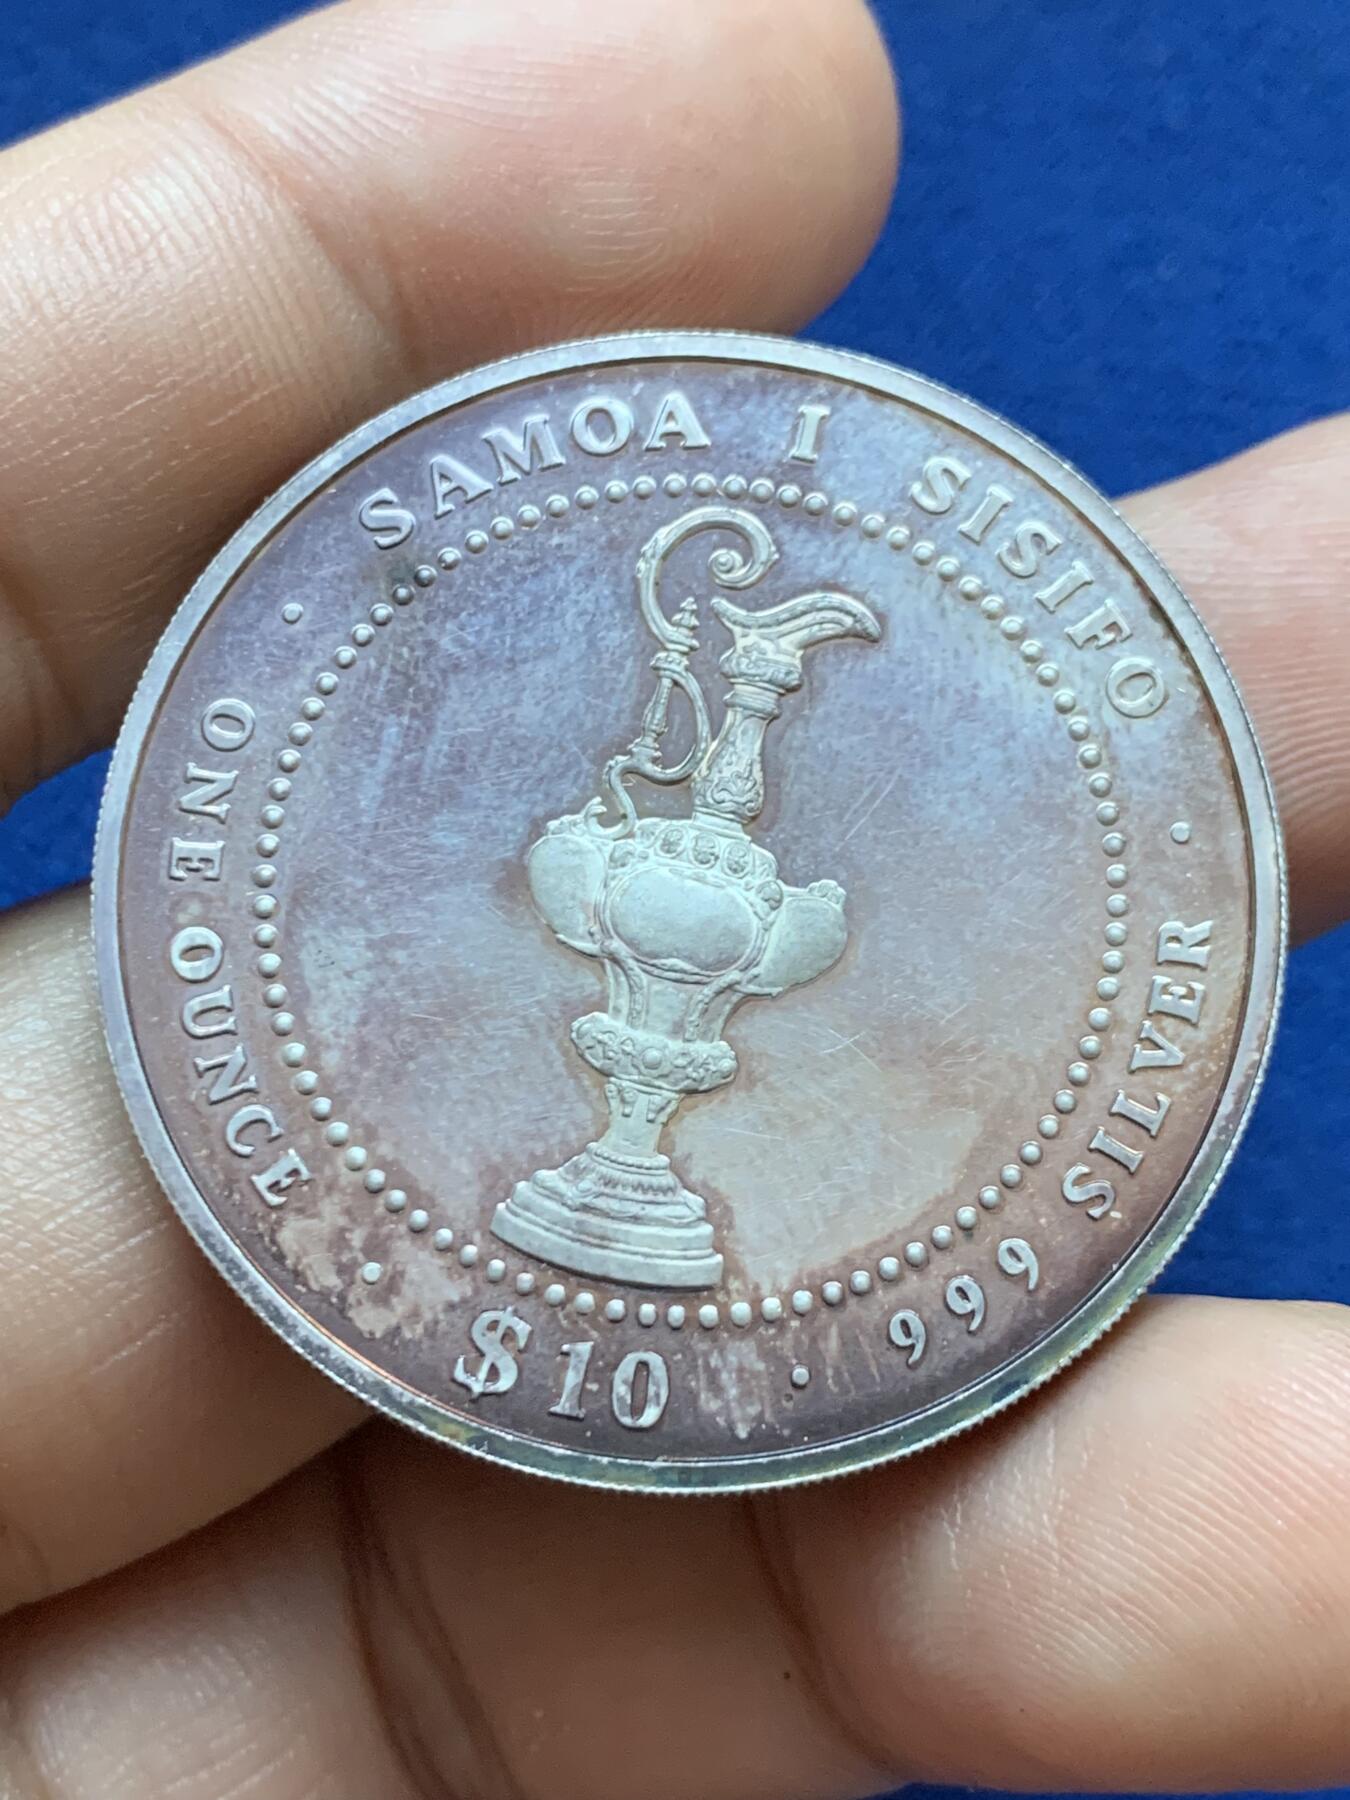 SAMOA I SISIFO
ONE OUNCE
999 SILVER
$10